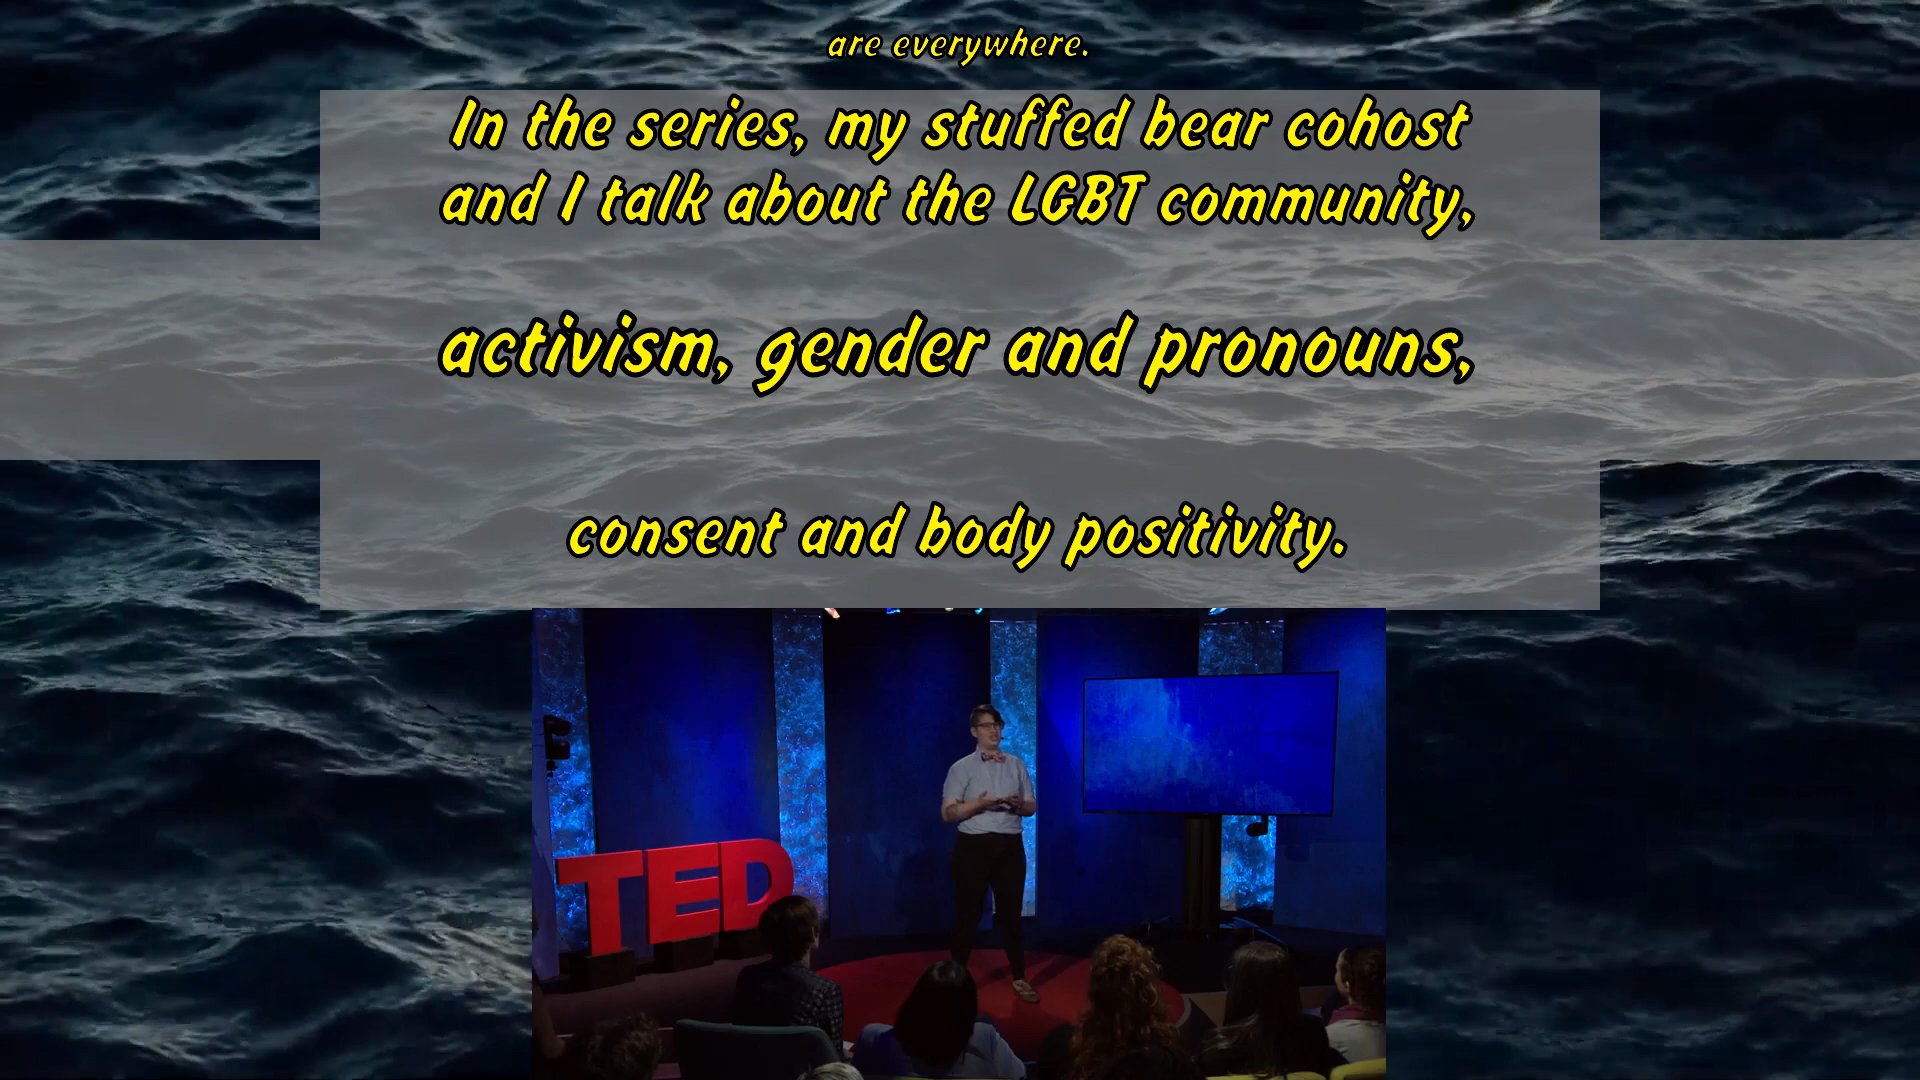 are everywhere.
In the series, my stuffed bear cohost
and I talk about the LGBT community,
activism, gender and pronouns,
consent and body positivity.
TED